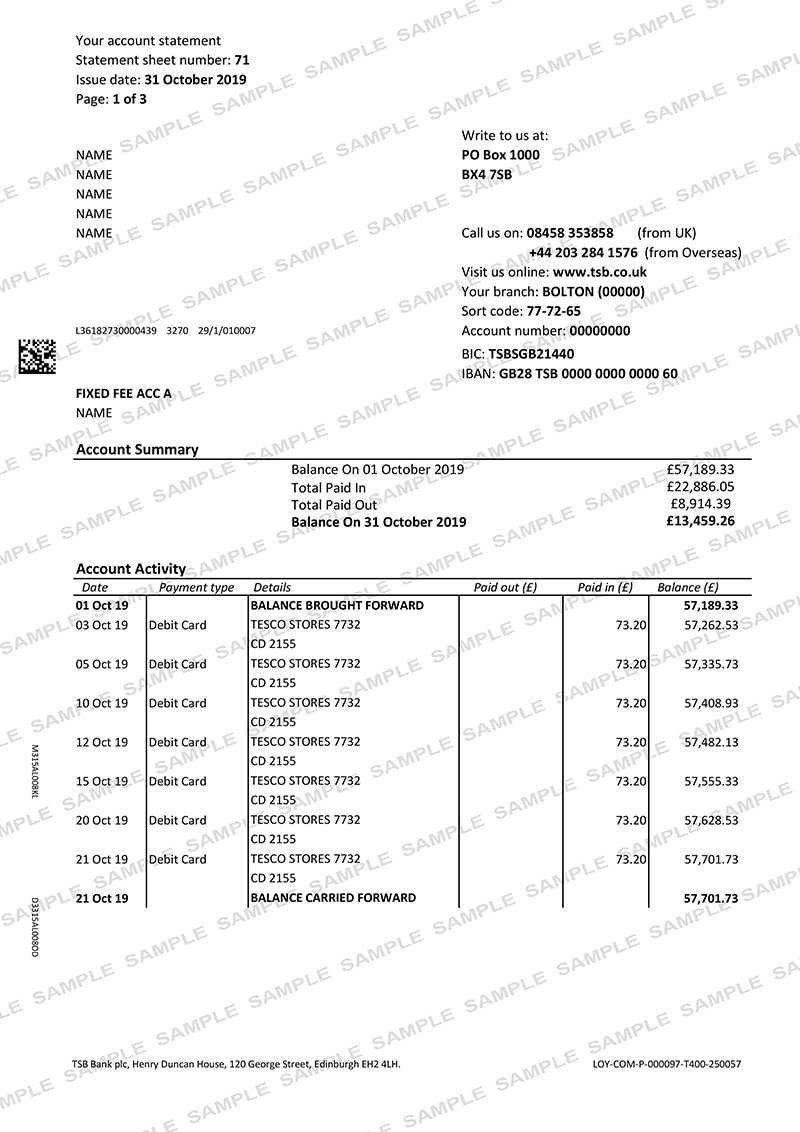 Your account statement
Statement sheet number: 71
Issue date: 31 October 2019
Page: 1 of 3
Write to us at:
NAME PO Box 1000
NAME BX4 7SB
NAME
NAME
NAME Call us on: 08458 353858 (from UK)
+44 203 284 1576 (from Overseas)
Visit us online: www.tsb.co.uk
Your branch: BOLTON (00000)
Sort code: 77-72-65
L36182730000439 3270 29/1/010007 Account number: 00000000
BIC: TSBSGB21440
IBAN: GB28 TSB 0000 0000 0000 60
FIXED FEE ACC A
NAME
Account Summary
Balance On 01 October 2019 £57,189.33
Total Paid In £22,886.05
Total Paid Out £8,914.39
Balance On 31 October 2019 £13,459.26
Account Activity
Date Payment type Details Paid out (£) Paid in (£) Balance (£)
01 Oct 19 BALANCE BROUGHT FORWARD 57,189.33
03 Oct 19 Debit Card TESCO STORES 7732 73.20 57,262.53
CD 2155
05 Oct 19 Debit Card TESCO STORES 7732 73.20 57,335.73
CD 2155
10 Oct 19 Debit Card TESCO STORES 7732 73.20 57,408.93
CD 2155
12 Oct 19 Debit Card TESCO STORES 7732 73.20 57,482.13
CD 2155
15 Oct 19 Debit Card TESCO STORES 7732 73.20 57,555.33
CD 2155
20 Oct 19 Debit Card TESCO STORES 7732 73.20 57,628.53
CD 2155
21 Oct 19 Debit Card TESCO STORES 7732 73.20 57,701.73
CD 2155
21 Oct 19 BALANCE CARRIED FORWARD 57,701.73
M315AL008KL
D3315AL008OD
TSB Bank plc, Henry Duncan House, 120 George Street, Edinburgh EH2 4LH. LOY-COM-P-000097-T400-250057
SAMPLE